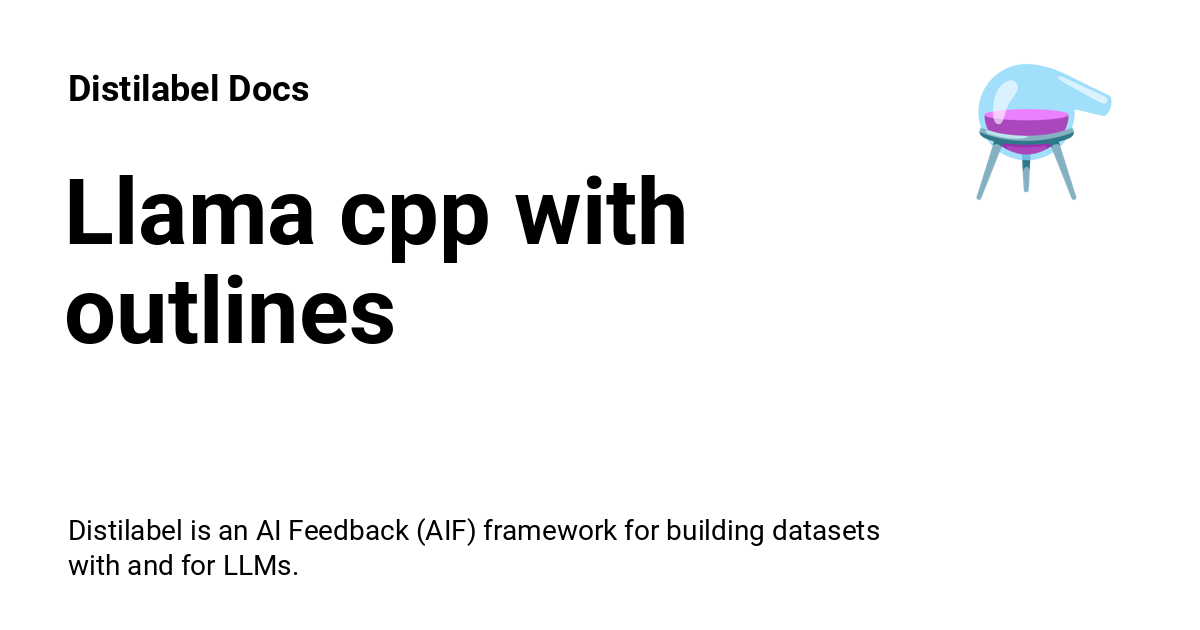 Distilabel Docs
Llama cpp with
outlines
Distilabel is an AI Feedback (AIF) framework for building datasets
with and for LLMs.